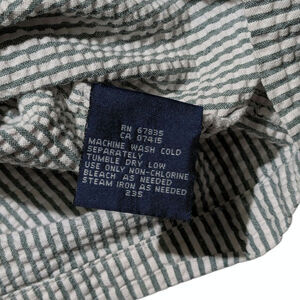 RN 67835
CA 07415
MACHINE WASH COLD
SEPARATELY
TUMBLE DRY LOW
USE ONLY NON-CHLORINE
BLEACH AS NEEDED
STEAM IRON AS NEEDED
235